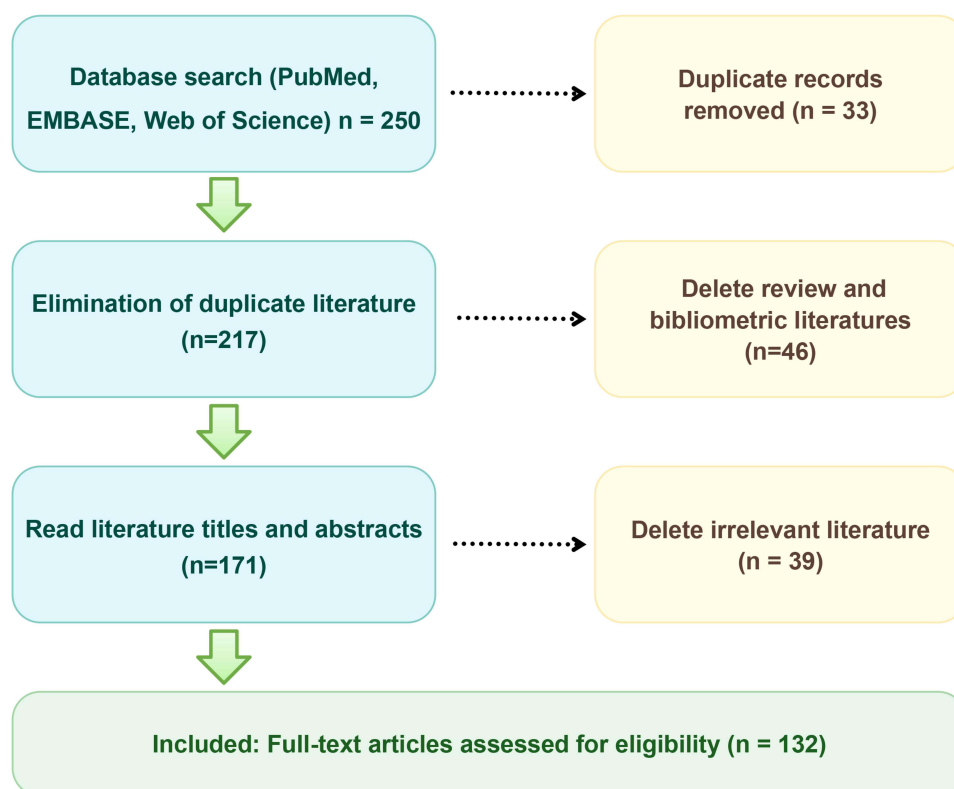 Database search (PubMed,
EMBASE, Web of Science) n = 250
Duplicate records
removed (n = 33)
Elimination of duplicate literature
(n=217)
Delete review and
bibliometric literatures
(n=46)
Read literature titles and abstracts
(n=171)
Delete irrelevant literature
(n = 39)
Included: Full-text articles assessed for eligibility (n = 132)